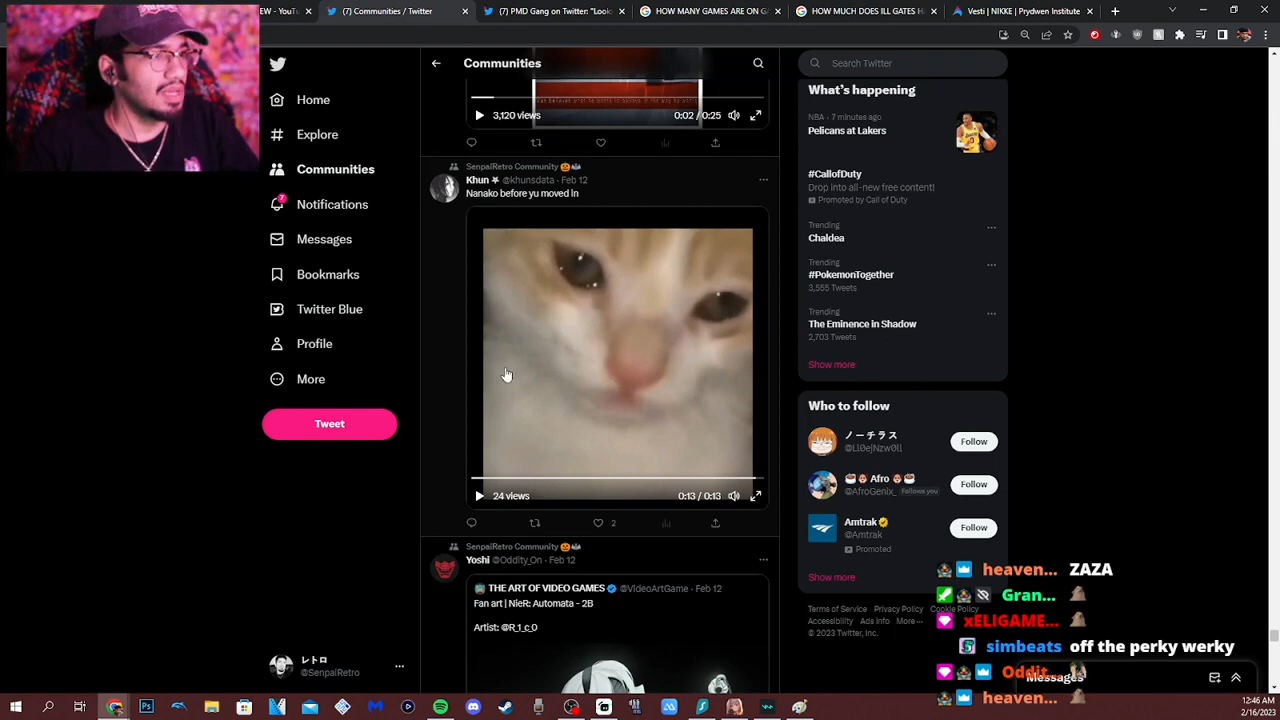 EW - YouTu
(7) Communities / Twitter
(7) PMD Gang on Twitter: "Look
HOW MANY GAMES ARE ON G
HOW MUCH DOES ILL GATES H
Vesti | NIKKE | Prydwen Institute
Home
Explore
Communities
7
Notifications
Messages
Bookmarks
Twitter Blue
Profile
More
Tweet
レトロ
@SenpaiRetro
Communities
3,120 views
0:02 / 0:25
SenpaiRetro Community 🎃🦇
Khun @khunsdata · Feb 12
Nanako before yu moved in
24 views
0:13 / 0:13
2
SenpaiRetro Community 🎃🦇
Yoshi @Oddity_On · Feb 12
THE ART OF VIDEO GAMES @VideoArtGame · Feb 12
Fan art | NieR: Automata - 2B
Artist: @R_1_c_0
Search Twitter
What's happening
NBA · 7 minutes ago
Pelicans at Lakers
#CallofDuty
Drop into all-new free content!
Promoted by Call of Duty
Trending
Chaldea
Trending
#PokemonTogether
3,555 Tweets
Trending
The Eminence in Shadow
2,703 Tweets
Show more
Who to follow
ノーチラス
@Ll0ejNzw0ll
Follow
Afro
@AfroGenix_ Follows you
Follow
Amtrak
@Amtrak
Follow
Promoted
Show more
Terms of Service Privacy Policy Cookie Policy
Accessibility Ads info More ···
© 2023 Twitter, Inc.
heaven... ZAZA
Gran...
xELIGAME...
simbeats off the perky werky
Oddit...
Messages
heaven...
12:46 AM
2/16/2023